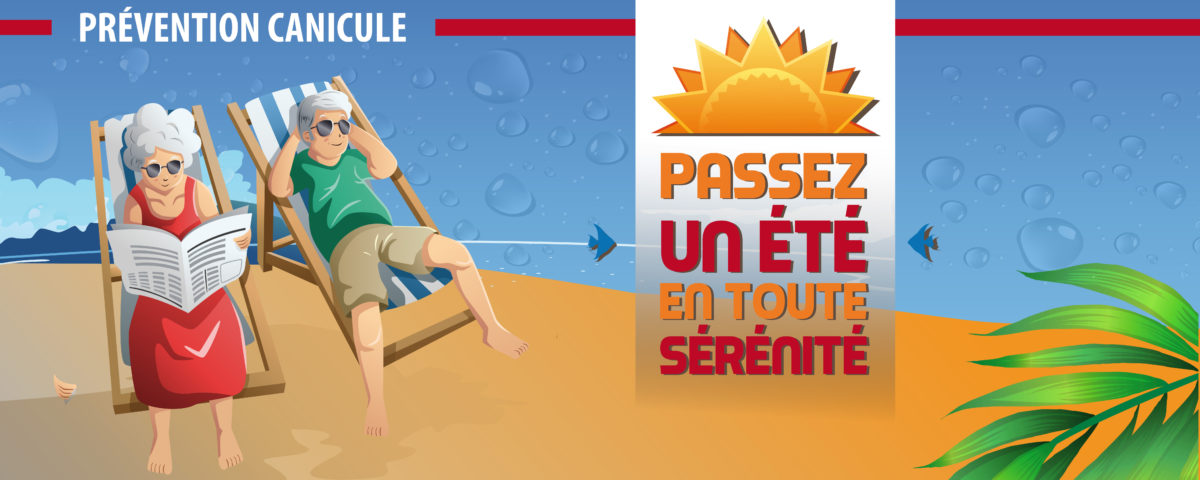 PRÉVENTION CANICULE
PASSEZ
UN ÉTÉ
EN TOUTE
SÉRÉNITÉ